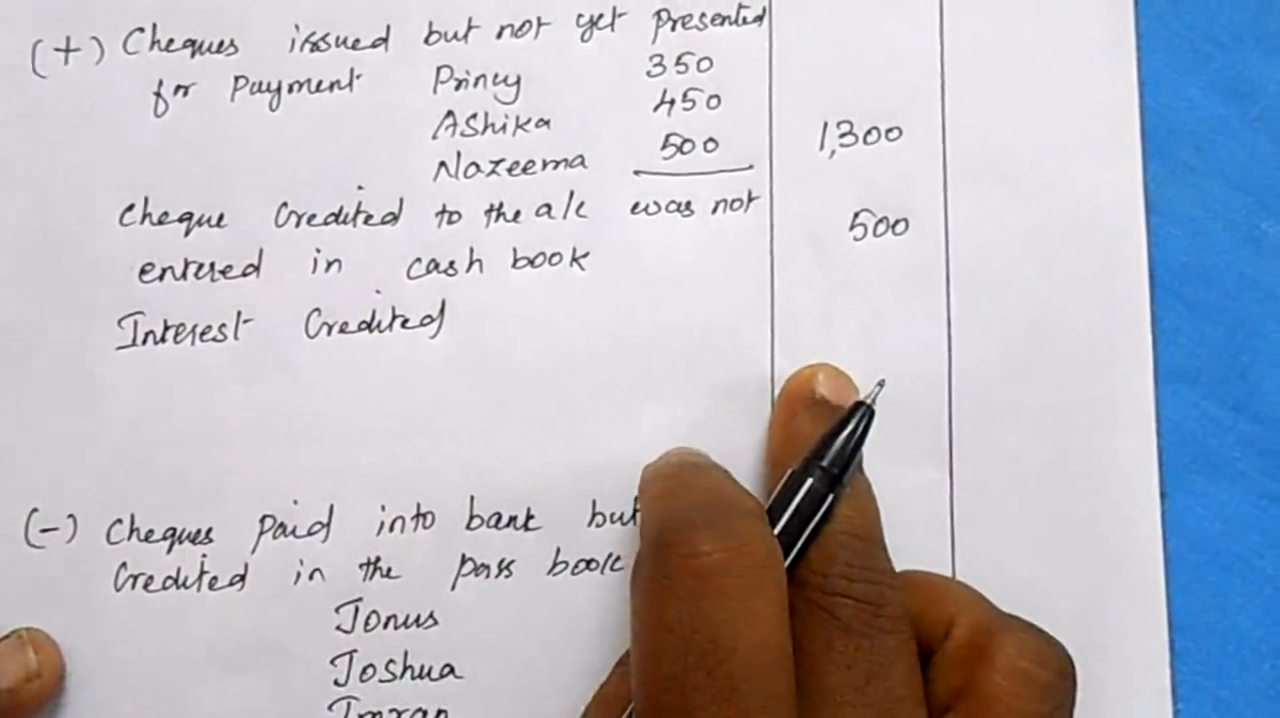 (+) Cheques issued but not yet Presented
for Payment Princy 350
Ashika 450
Nazeema 500 1,300
Cheque Credited to the a/c was not
entered in cash book 500
Interest Credited
(-) Cheques Paid into bank but
Credited in the pass book
Jonus
Joshua
Imran